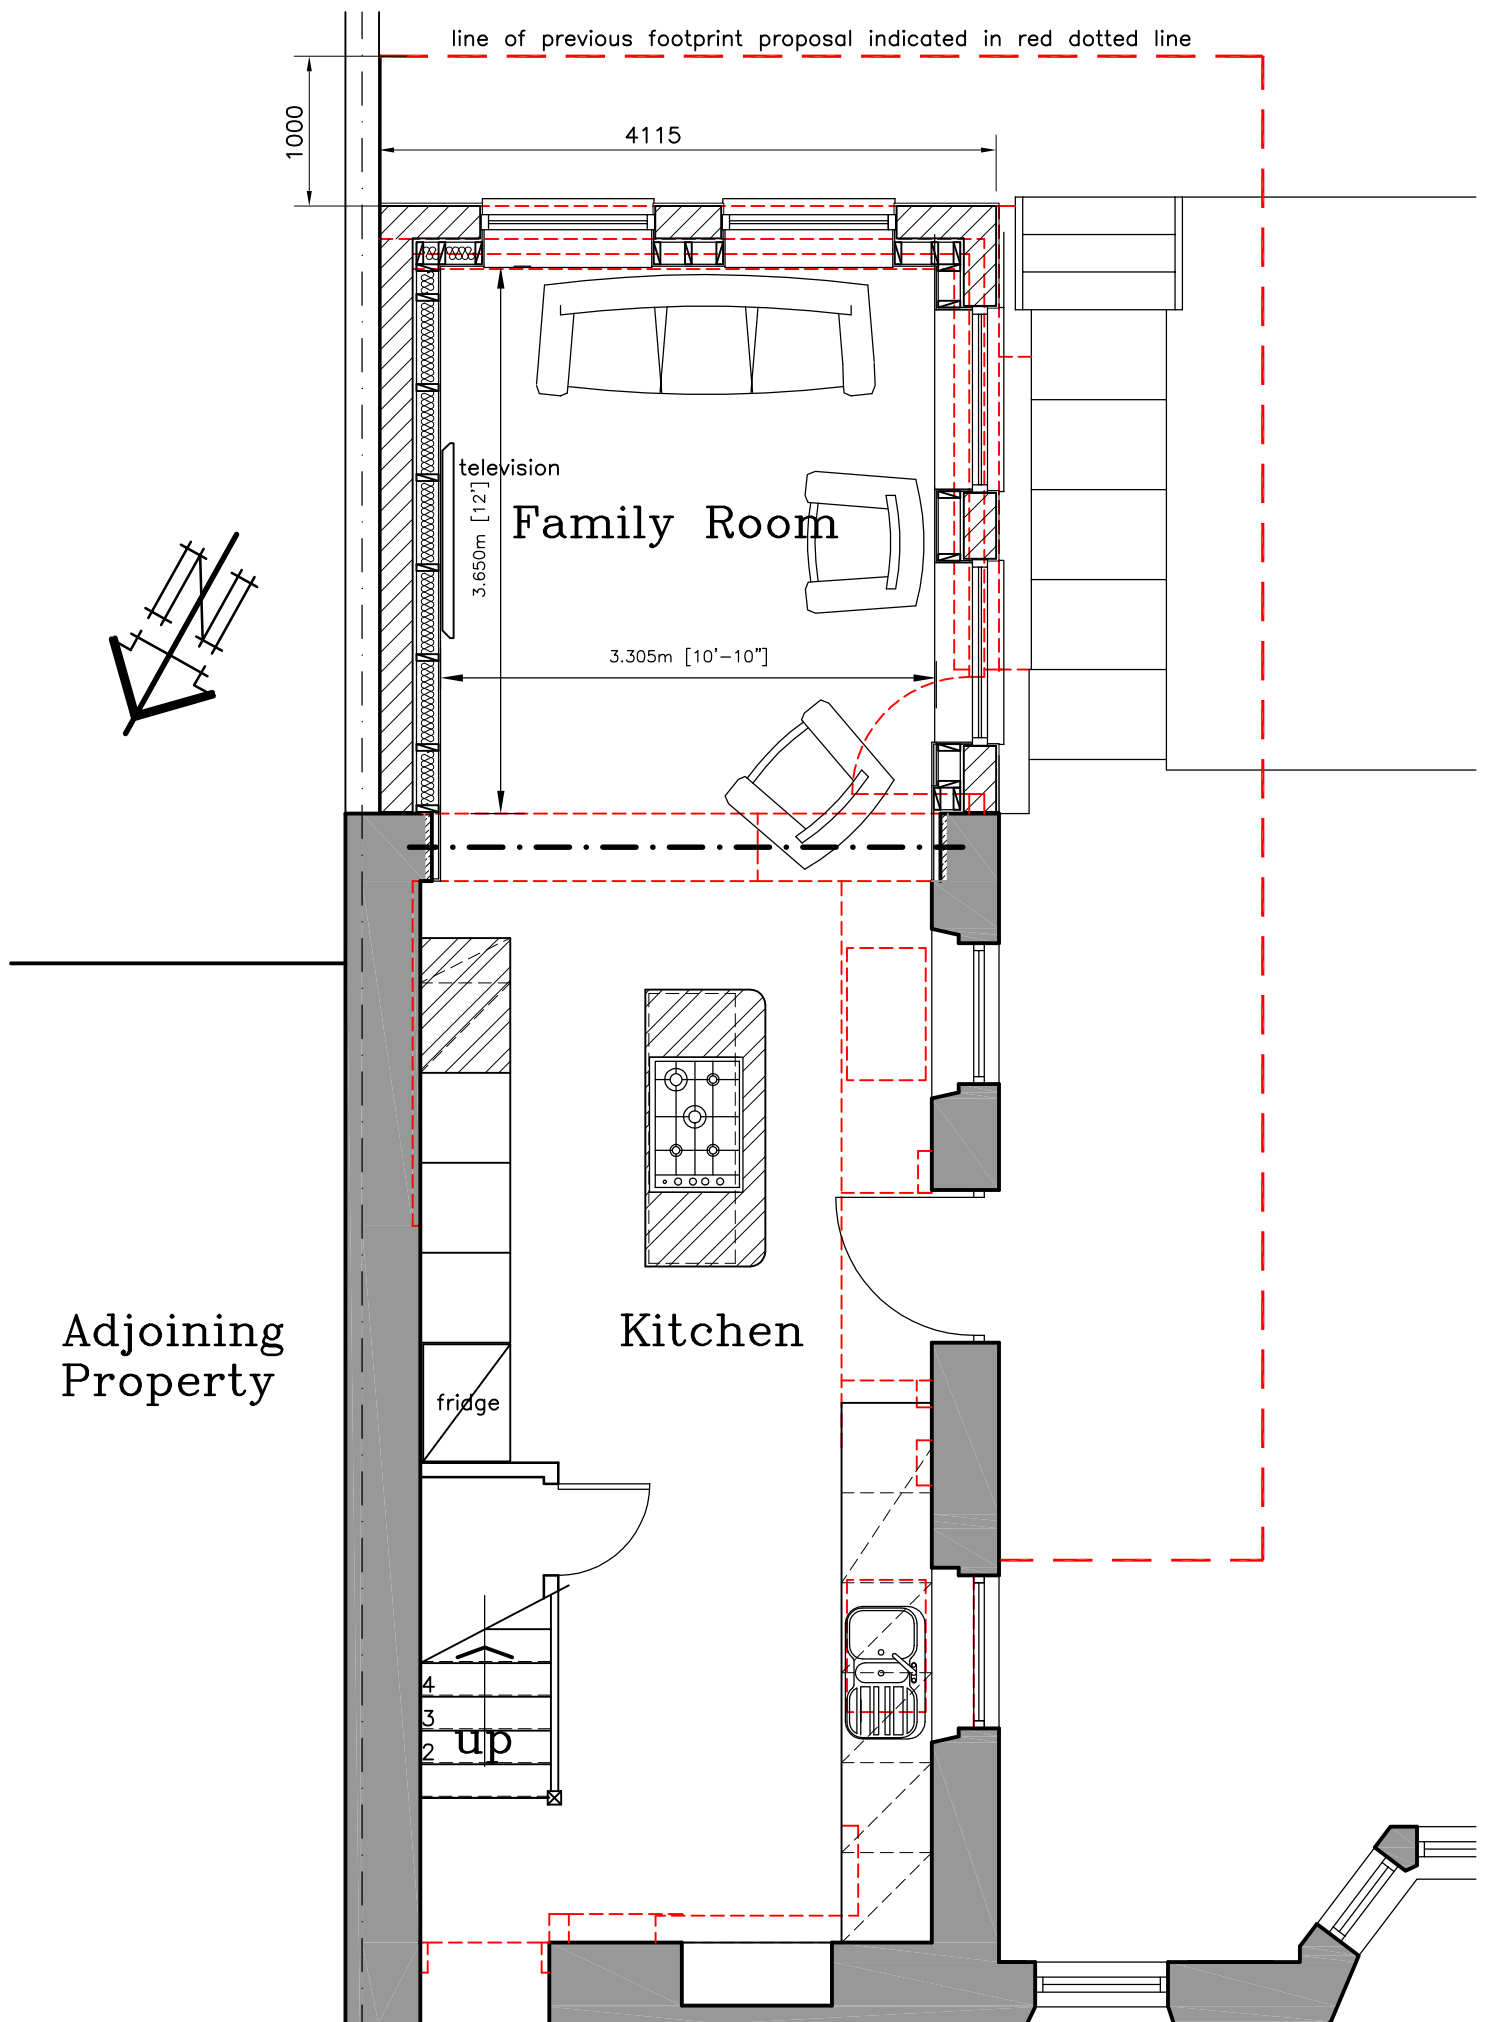 line of previous footprint proposal indicated in red dotted line
1000
4115
television
3.650m [12']
Family Room
N
3.305m [10'-10"]
Adjoining
Property
Kitchen
fridge
4
3
up
2